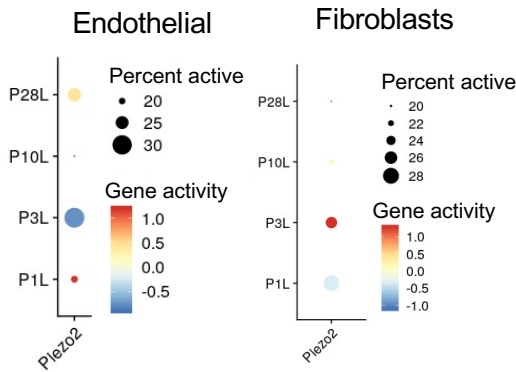 Endothelial
Percent active
P28L
20
25
30
P10L
Gene activity
P3L
1.0
0.5
0.0
-0.5
P1L
Piezo2
Fibroblasts
Percent active
P28L
20
22
24
26
28
P10L
Gene activity
P3L
1.0
0.5
0.0
-0.5
-1.0
P1L
Piezo2